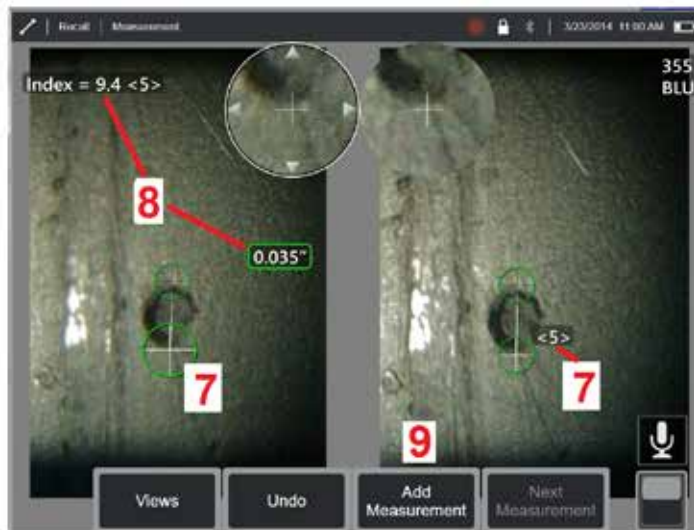 Recall Measurement 3/23/2014 11:00 AM
Index = 9.4 <5>
355
BLU
8
0.035"
<5>
7
7
9
Views
Undo
Add
Measurement
Next
Measurement